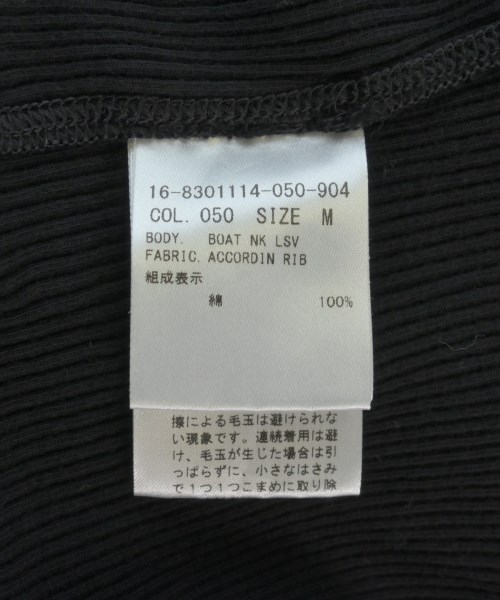 16-8301114-050-904
COL. 050 SIZE M
BODY. BOAT NK LSV
FABRIC. ACCORDIN RIB
組成表示
綿 100%
擦による毛玉は避けられな
い現象です。連続着用は避
け、毛玉が生じた場合は引
っぱらずに、小さなはさみ
で1つ1つこまめに取り除